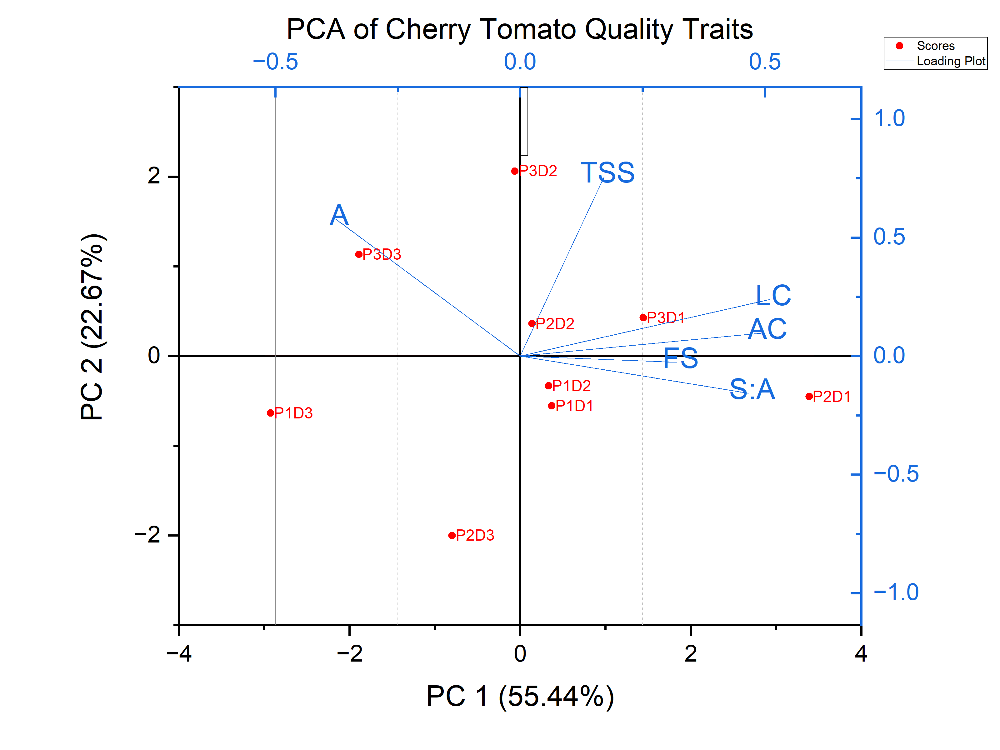 PCA of Cherry Tomato Quality Traits
Scores
Loading Plot
−0.5 0.0 0.5
1.0
0.5
0.0
−0.5
−1.0
2
0
−2
PC 2 (22.67%)
P3D2
TSS
A
P3D3
LC
P3D1
P2D2
AC
FS
P1D2
S:A
P2D1
P1D1
P1D3
P2D3
−4 −2 0 2 4
PC 1 (55.44%)